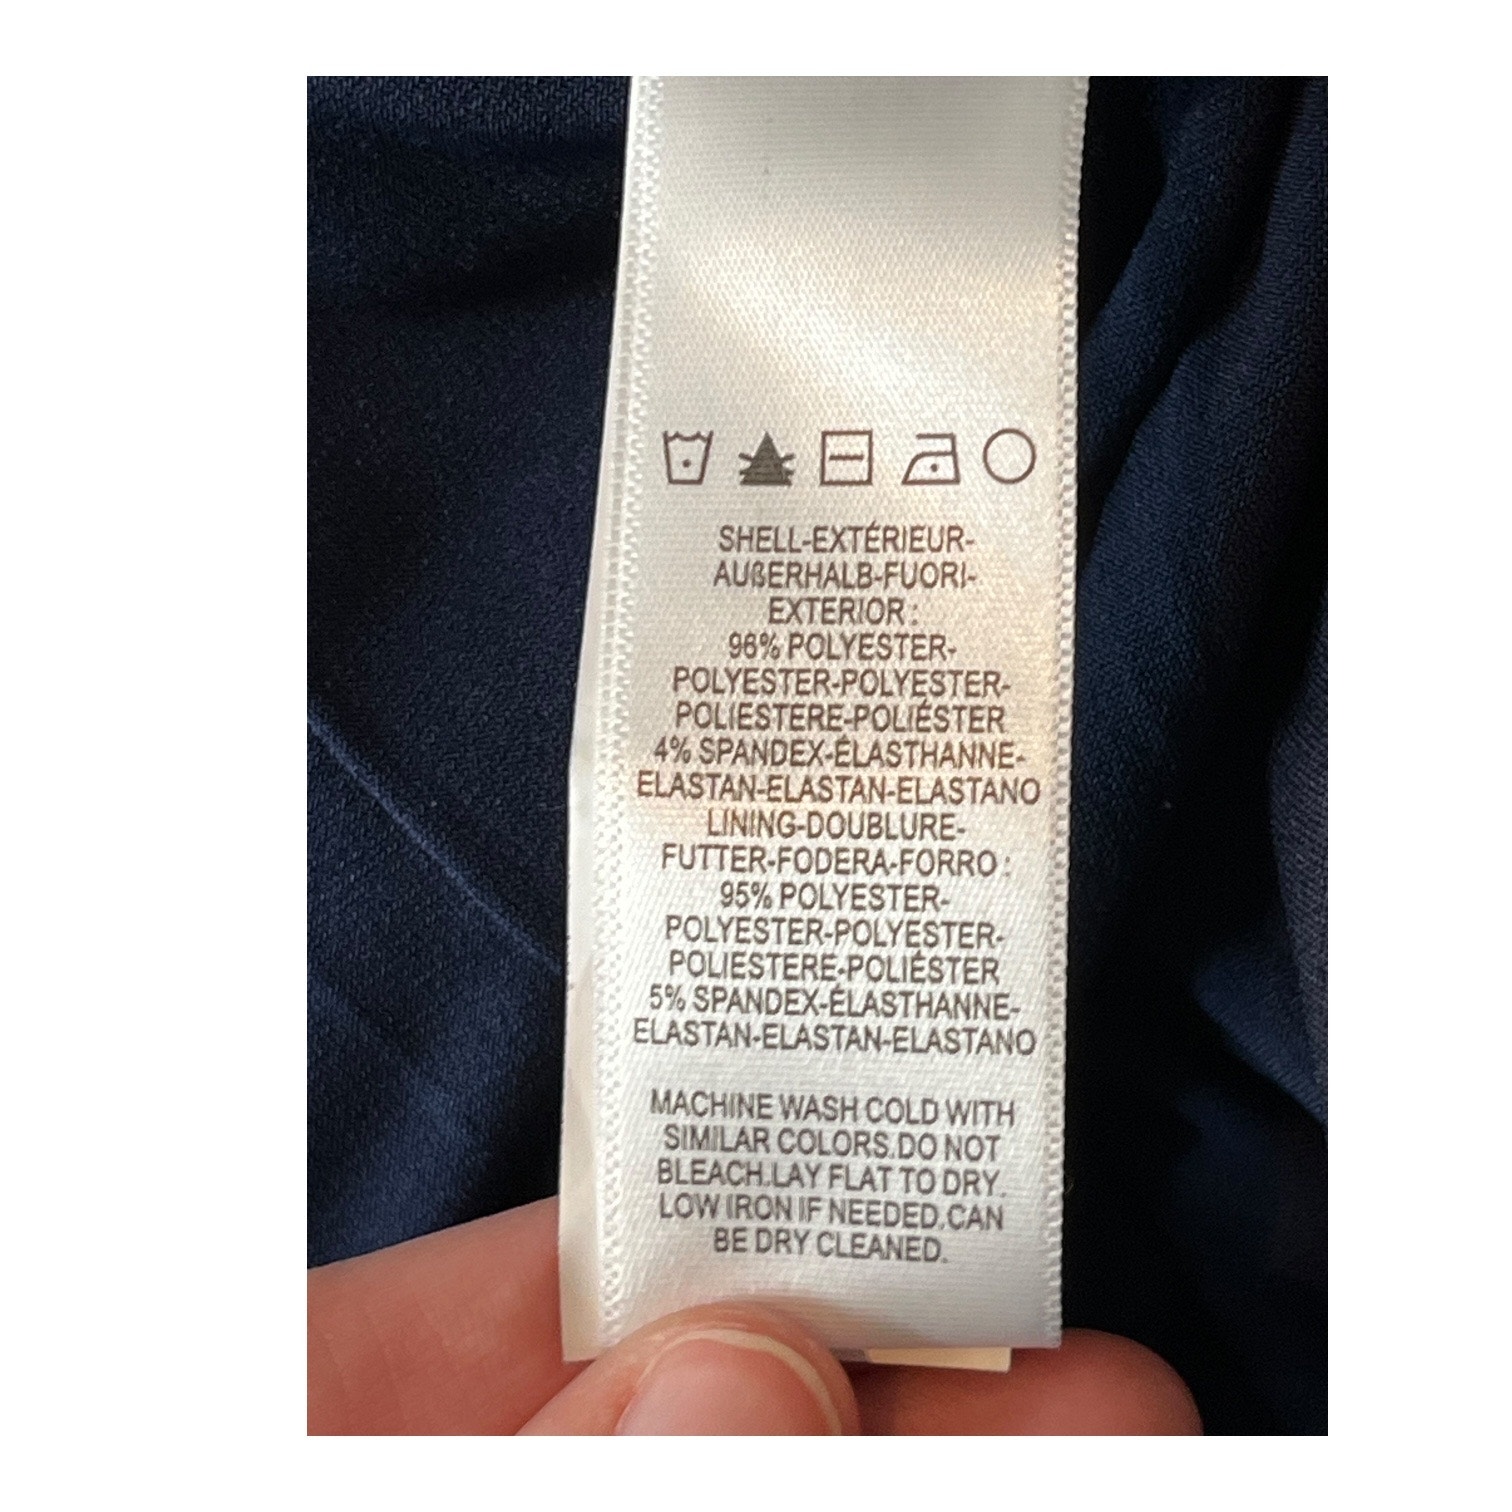 SHELL-EXTÉRIEUR-
AUßERHALB-FUORI-
EXTERIOR :
96% POLYESTER-
POLYESTER-POLYESTER-
POLIESTERE-POLIÉSTER
4% SPANDEX-ÉLASTHANNE-
ELASTAN-ELASTAN-ELASTANO
LINING-DOUBLURE-
FUTTER-FODERA-FORRO :
95% POLYESTER-
POLYESTER-POLYESTER-
POLIESTERE-POLIÉSTER
5% SPANDEX-ÉLASTHANNE-
ELASTAN-ELASTAN-ELASTANO
MACHINE WASH COLD WITH
SIMILAR COLORS.DO NOT
BLEACH.LAY FLAT TO DRY.
LOW IRON IF NEEDED.CAN
BE DRY CLEANED.